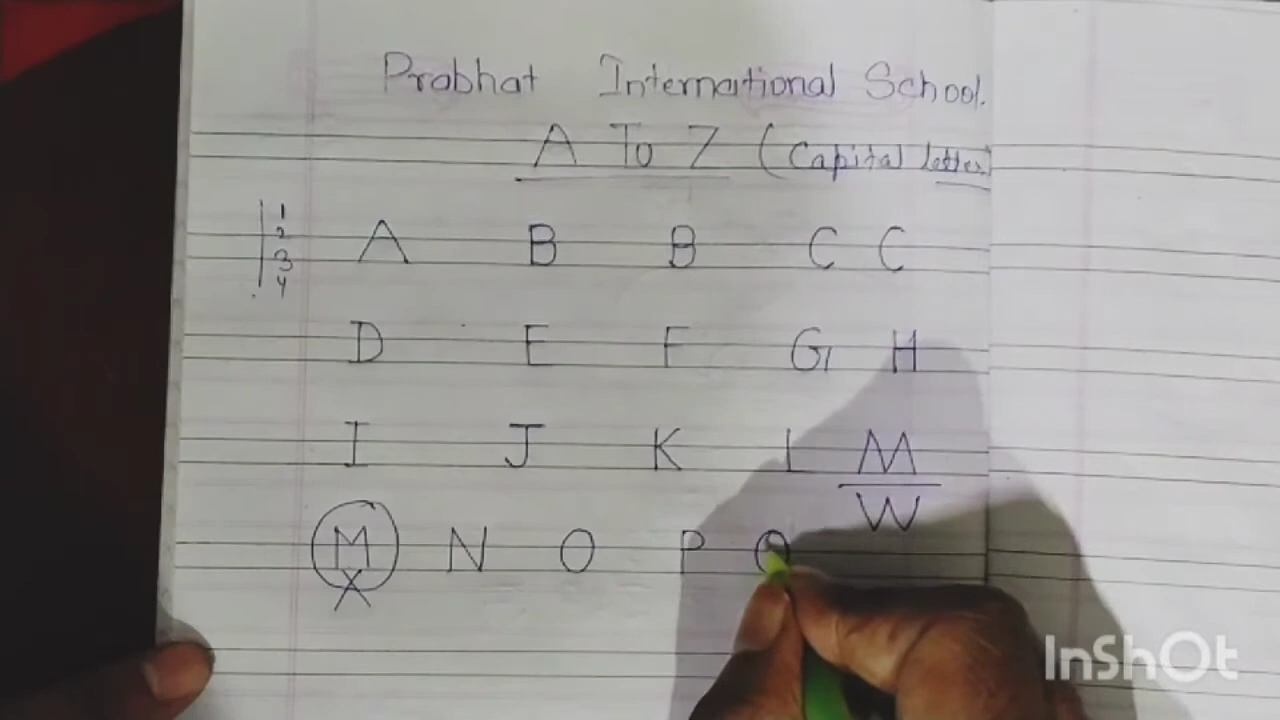 Prabhat International School.
A To Z (Capital letter)
1
2
3
4
A B B C C
D E F G H
I J K L M
W
M N O P Q
X
InShOt